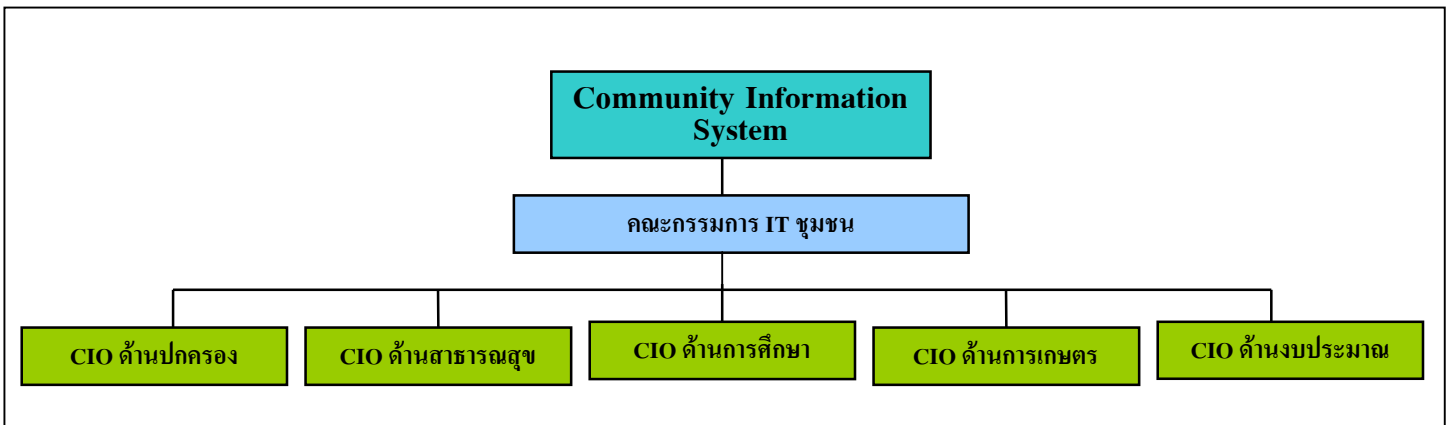 Community Information
System
คณะกรรมการ IT ชุมชน
CIO ด้านปกครอง
CIO ด้านสาธารณสุข
CIO ด้านการศึกษา
CIO ด้านการเกษตร
CIO ด้านงบประมาณ